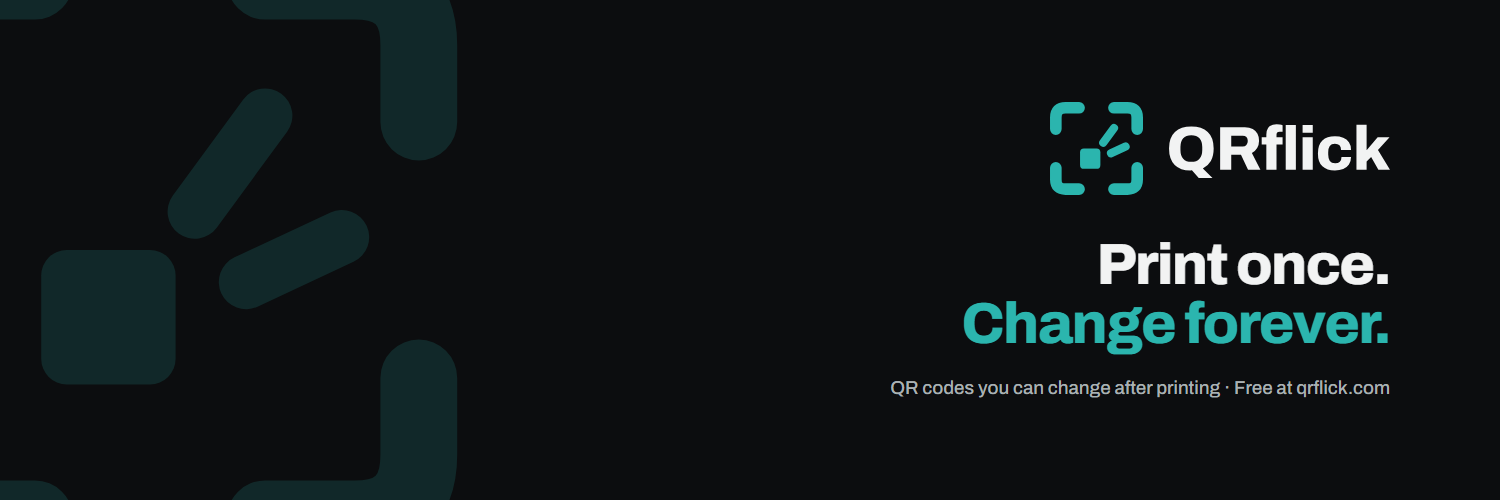 QRflick
Print once.
Change forever.
QR codes you can change after printing · Free at qrflick.com